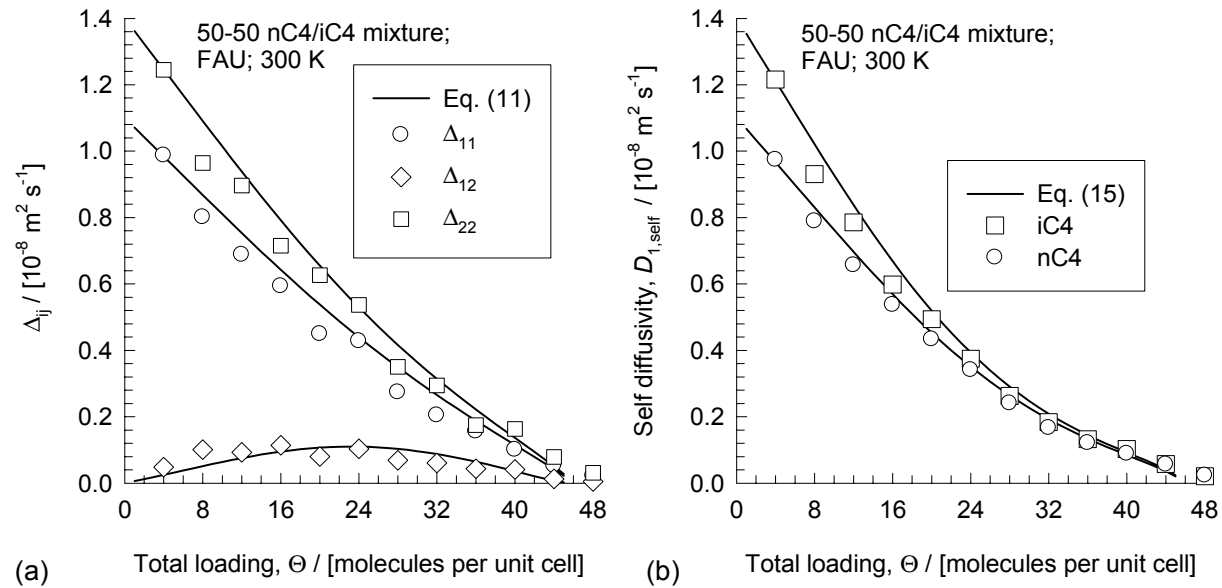 50-50 nC4/iC4 mixture;
FAU; 300 K
Eq. (11)
Δ11
Δ12
Δ22
Δij / [10-8 m2 s-1]
1.4
1.2
1.0
0.8
0.6
0.4
0.2
0.0
0 8 16 24 32 40 48
(a) Total loading, Θ / [molecules per unit cell]
50-50 nC4/iC4 mixture;
FAU; 300 K
Eq. (15)
iC4
nC4
Self diffusivity, D1,self / [10-8 m2 s-1]
1.4
1.2
1.0
0.8
0.6
0.4
0.2
0.0
0 8 16 24 32 40 48
(b) Total loading, Θ / [molecules per unit cell]